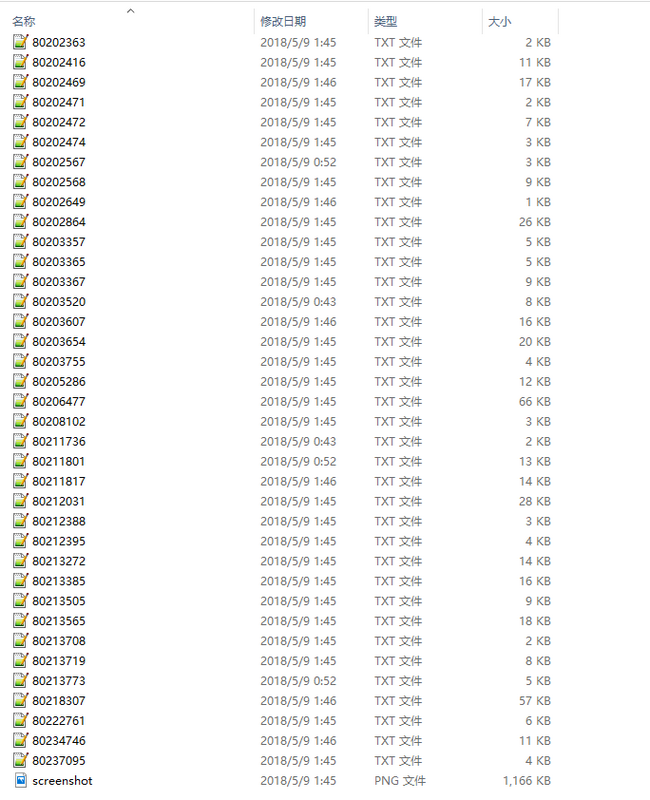 名称 修改日期 类型 大小
80202363 2018/5/9 1:45 TXT 文件 2 KB
80202416 2018/5/9 1:45 TXT 文件 11 KB
80202469 2018/5/9 1:46 TXT 文件 17 KB
80202471 2018/5/9 1:45 TXT 文件 2 KB
80202472 2018/5/9 1:45 TXT 文件 7 KB
80202474 2018/5/9 1:45 TXT 文件 3 KB
80202567 2018/5/9 0:52 TXT 文件 3 KB
80202568 2018/5/9 1:45 TXT 文件 9 KB
80202649 2018/5/9 1:46 TXT 文件 1 KB
80202864 2018/5/9 1:45 TXT 文件 26 KB
80203357 2018/5/9 1:45 TXT 文件 5 KB
80203365 2018/5/9 1:45 TXT 文件 5 KB
80203367 2018/5/9 1:45 TXT 文件 9 KB
80203520 2018/5/9 0:43 TXT 文件 8 KB
80203607 2018/5/9 1:46 TXT 文件 16 KB
80203654 2018/5/9 1:45 TXT 文件 20 KB
80203755 2018/5/9 1:45 TXT 文件 4 KB
80205286 2018/5/9 1:45 TXT 文件 12 KB
80206477 2018/5/9 1:45 TXT 文件 66 KB
80208102 2018/5/9 1:45 TXT 文件 3 KB
80211736 2018/5/9 0:43 TXT 文件 2 KB
80211801 2018/5/9 0:52 TXT 文件 13 KB
80211817 2018/5/9 1:46 TXT 文件 14 KB
80212031 2018/5/9 1:45 TXT 文件 28 KB
80212388 2018/5/9 1:45 TXT 文件 3 KB
80212395 2018/5/9 1:45 TXT 文件 4 KB
80213272 2018/5/9 1:45 TXT 文件 14 KB
80213385 2018/5/9 1:45 TXT 文件 16 KB
80213505 2018/5/9 1:45 TXT 文件 9 KB
80213565 2018/5/9 1:45 TXT 文件 18 KB
80213708 2018/5/9 1:45 TXT 文件 2 KB
80213719 2018/5/9 1:45 TXT 文件 8 KB
80213773 2018/5/9 0:52 TXT 文件 5 KB
80218307 2018/5/9 1:46 TXT 文件 57 KB
80222761 2018/5/9 1:45 TXT 文件 6 KB
80234746 2018/5/9 1:46 TXT 文件 11 KB
80237095 2018/5/9 1:45 TXT 文件 4 KB
screenshot 2018/5/9 1:45 PNG 文件 1,166 KB